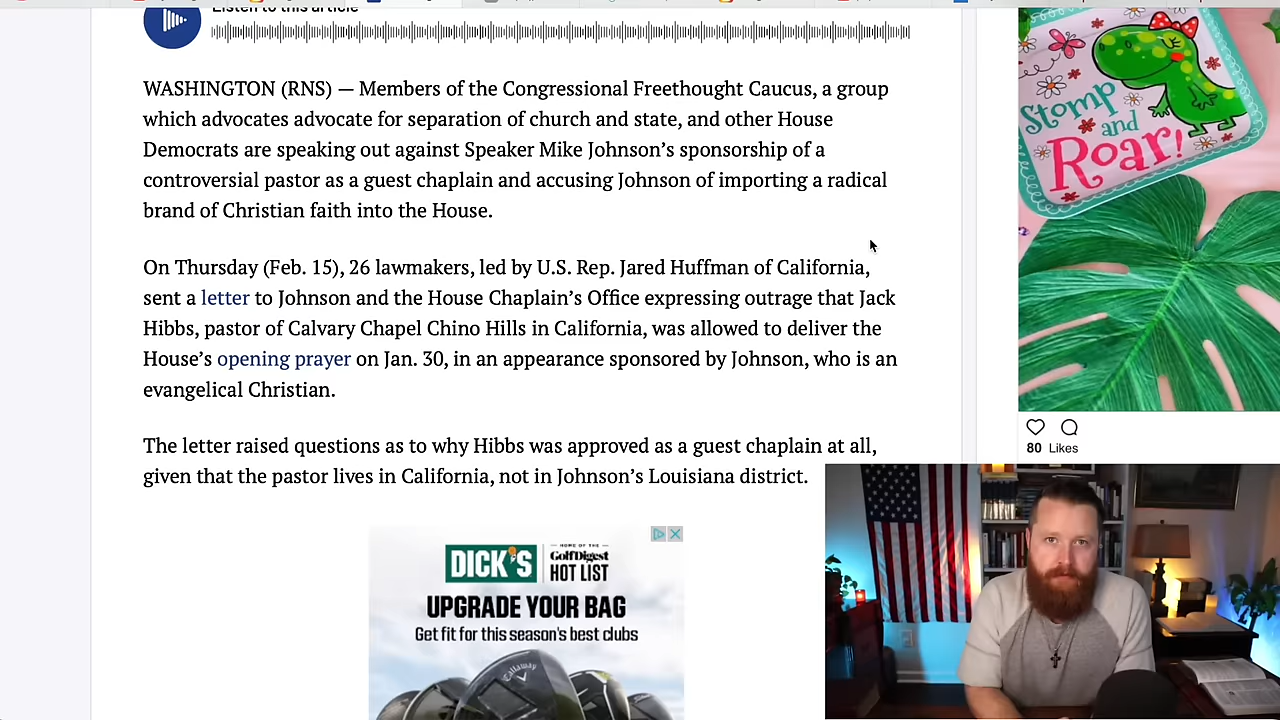 Listen to this article
WASHINGTON (RNS) — Members of the Congressional Freethought Caucus, a group
which advocates advocate for separation of church and state, and other House
Democrats are speaking out against Speaker Mike Johnson’s sponsorship of a
controversial pastor as a guest chaplain and accusing Johnson of importing a radical
brand of Christian faith into the House.
On Thursday (Feb. 15), 26 lawmakers, led by U.S. Rep. Jared Huffman of California,
sent a letter to Johnson and the House Chaplain’s Office expressing outrage that Jack
Hibbs, pastor of Calvary Chapel Chino Hills in California, was allowed to deliver the
House’s opening prayer on Jan. 30, in an appearance sponsored by Johnson, who is an
evangelical Christian.
The letter raised questions as to why Hibbs was approved as a guest chaplain at all,
given that the pastor lives in California, not in Johnson’s Louisiana district.
DICK'S
HOME OF THE
GolfDigest
HOT LIST
UPGRADE YOUR BAG
Get fit for this season's best clubs
Callaway
Stomp
and
Roar!
80 Likes